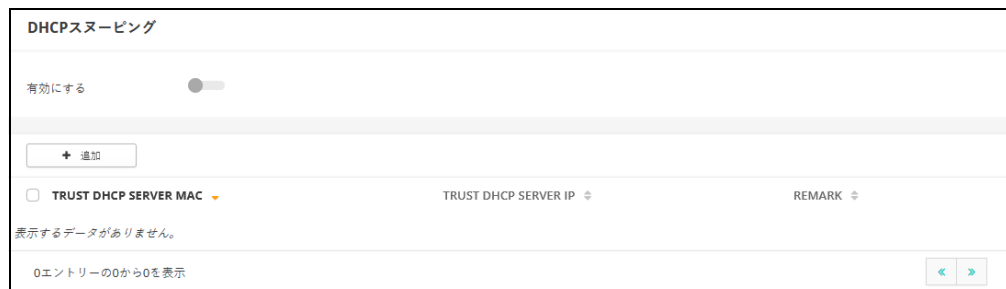 DHCPスヌーピング
有効にする
+ 追加
TRUST DHCP SERVER MAC TRUST DHCP SERVER IP REMARK
表示するデータがありません。
0エントリーの0から0を表示 « »